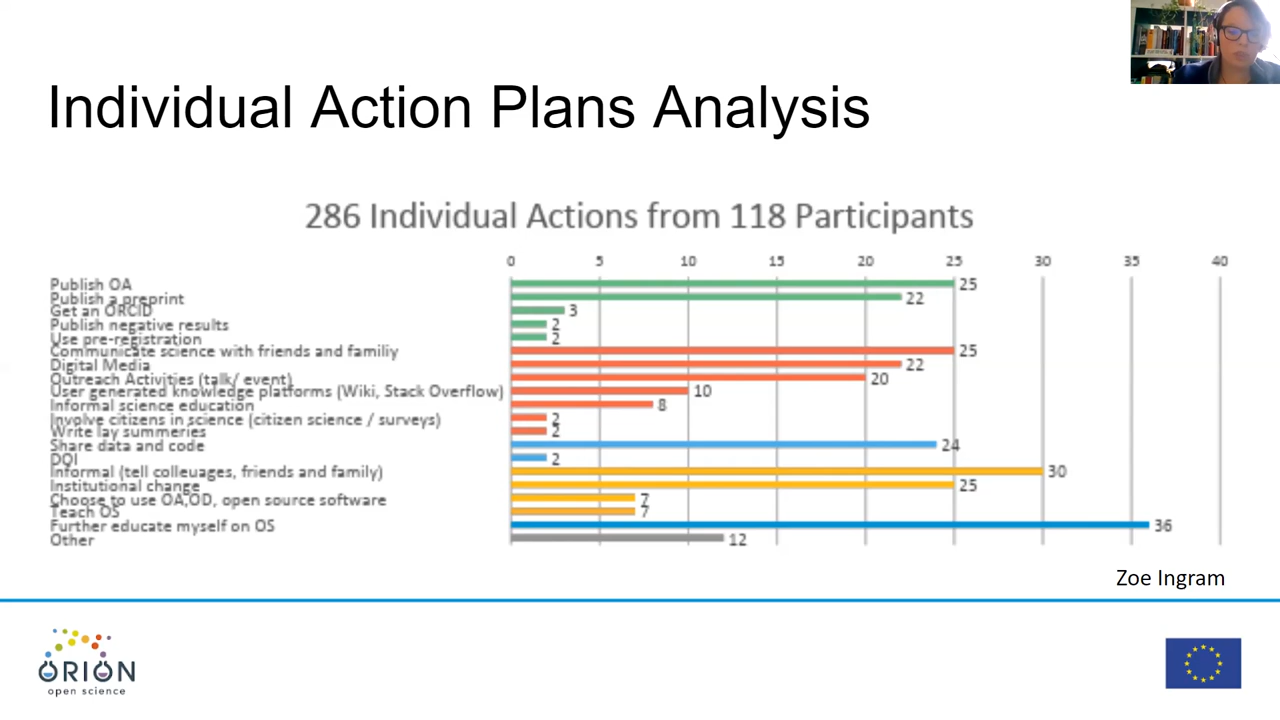 Individual Action Plans Analysis
286 Individual Actions from 118 Participants
0 5 10 15 20 25 30 35 40
Publish OA 25
Publish a preprint 22
Get an ORCID 3
Publish negative results 2
Use pre-registration 2
Communicate science with friends and familiy 25
Digital Media 22
Outreach Activities (talk/ event) 20
User generated knowledge platforms (Wiki, Stack Overflow) 10
Informal science education 8
Involve citizens in science (citizen science / surveys) 2
Write lay summeries 2
Share data and code 24
DOI 2
Informal (tell colleuages, friends and family) 30
Institutional change 25
Choose to use OA,OD, open source software 7
Teach OS 7
Further educate myself on OS 36
Other 12
Zoe Ingram
ORION
open science